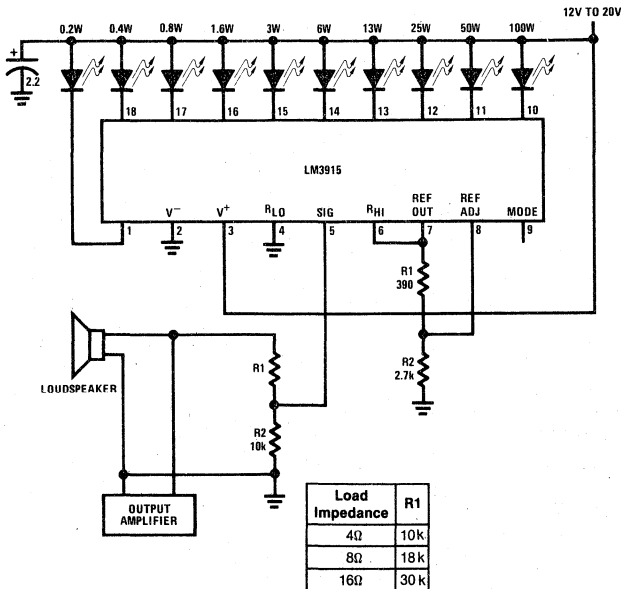 12V TO 20V
0.2W 0.4W 0.8W 1.6W 3W 6W 13W 25W 50W 100W
+
2.2
18 17 16 15 14 13 12 11 10
LM3915
V− V+ RLO SIG RHI REF OUT REF ADJ MODE
1 2 3 4 5 6 7 8 9
R1
390
R1
R2
2.7k
LOUDSPEAKER
R2
10k
OUTPUT
AMPLIFIER
Load Impedance R1
4Ω 10k
8Ω 18k
16Ω 30k